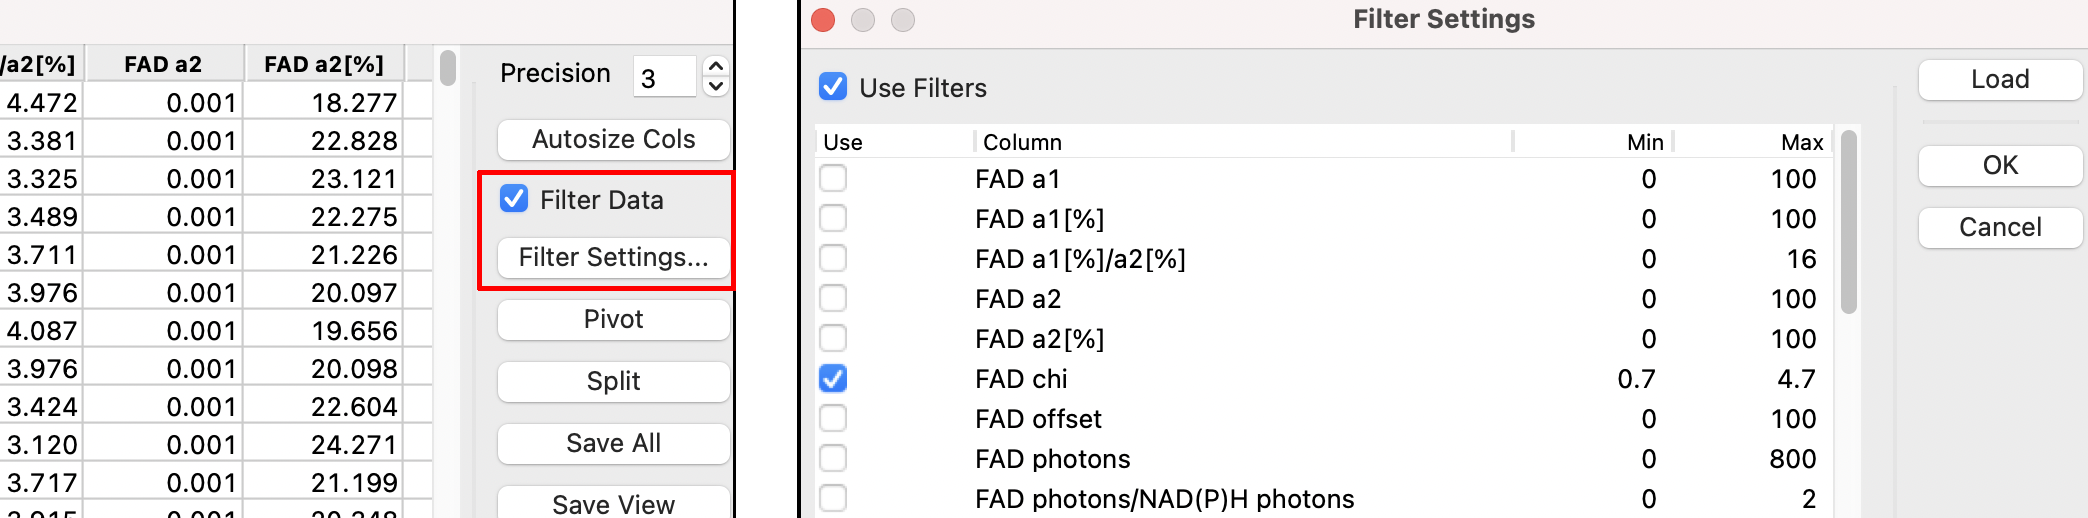 /a2[%] FAD a2 FAD a2[%]
4.472 0.001 18.277
3.381 0.001 22.828
3.325 0.001 23.121
3.489 0.001 22.275
3.711 0.001 21.226
3.976 0.001 20.097
4.087 0.001 19.656
3.976 0.001 20.098
3.424 0.001 22.604
3.120 0.001 24.271
3.717 0.001 21.199
3.915 0.001 20.348
Precision 3
Autosize Cols
Filter Data
Filter Settings...
Pivot
Split
Save All
Save View
Filter Settings
Use Filters
Use Column Min Max
FAD a1 0 100
FAD a1[%] 0 100
FAD a1[%]/a2[%] 0 16
FAD a2 0 100
FAD a2[%] 0 100
FAD chi 0.7 4.7
FAD offset 0 100
FAD photons 0 800
FAD photons/NAD(P)H photons 0 2
Load
OK
Cancel